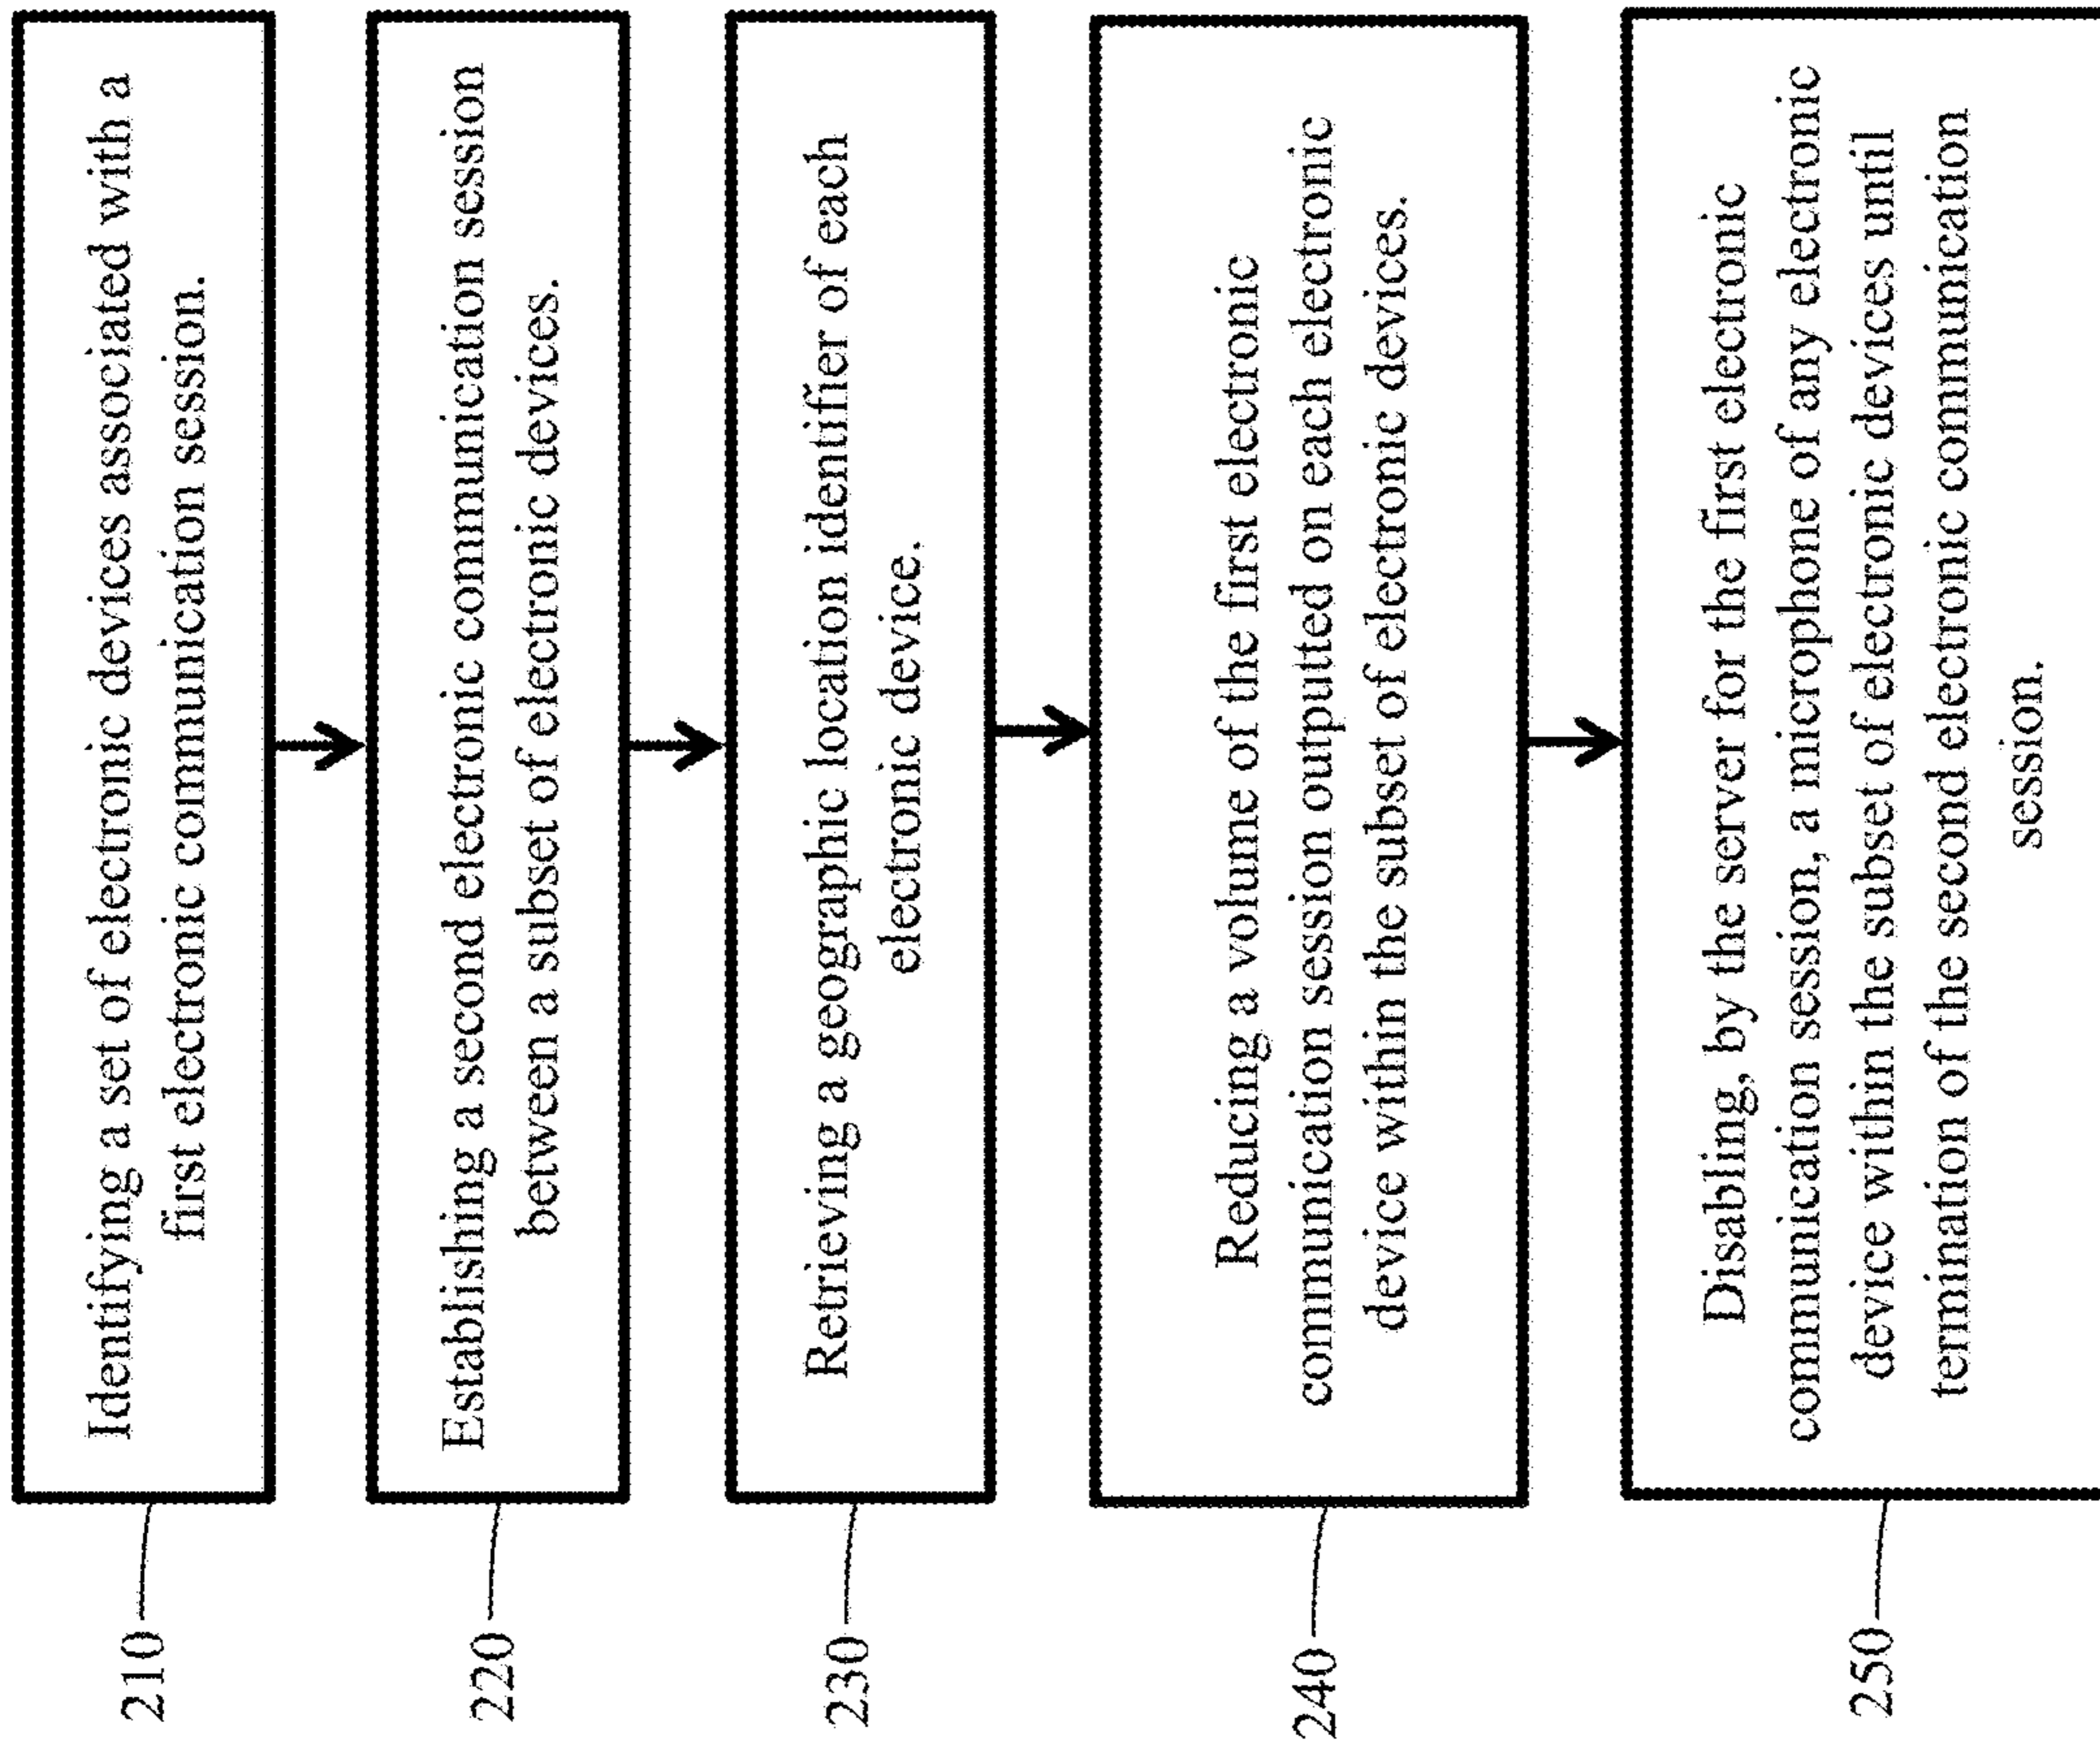 210
Identifying a set of electronic devices associated with a
first electronic communication session.
220
Establishing a second electronic communication session
between a subset of electronic devices.
230
Retrieving a geographic location identifier of each
electronic device.
240
Reducing a volume of the first electronic
communication session outputted on each electronic
device within the subset of electronic devices.
250
Disabling, by the server for the first electronic
communication session, a microphone of any electronic
device within the subset of electronic devices until
termination of the second electronic communication
session.